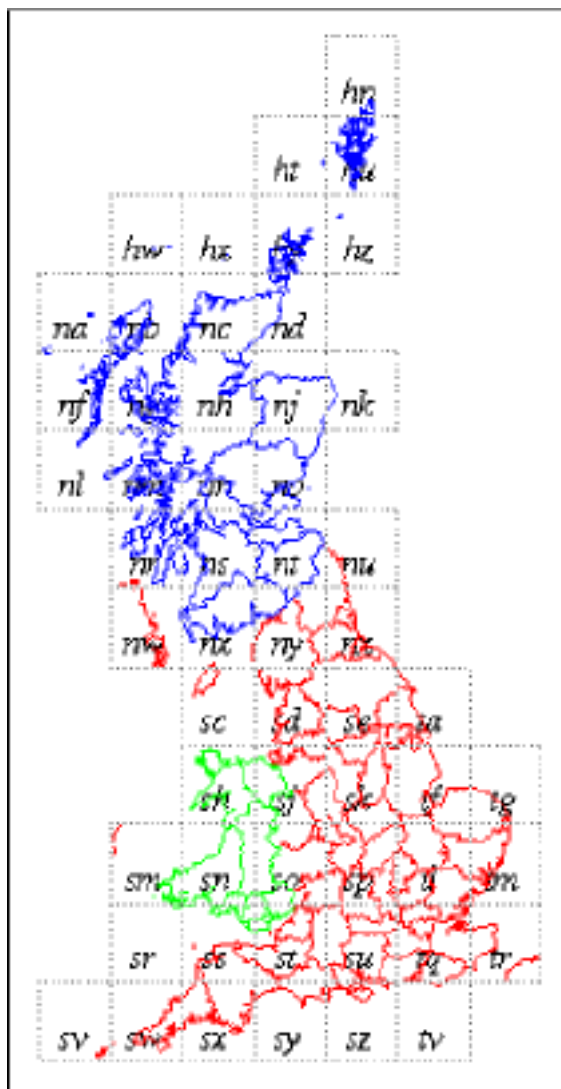 hp
ht hu
hw hx hz
na nb nc nd
nf ng nh nj nk
nl nm nn no
nr ns nt nu
nw nx ny nz
sc sd se ta
sh sj sk tf tg
sm sn so sp tl tm
sr ss st su tq tr
sv sw sx sy sz tv